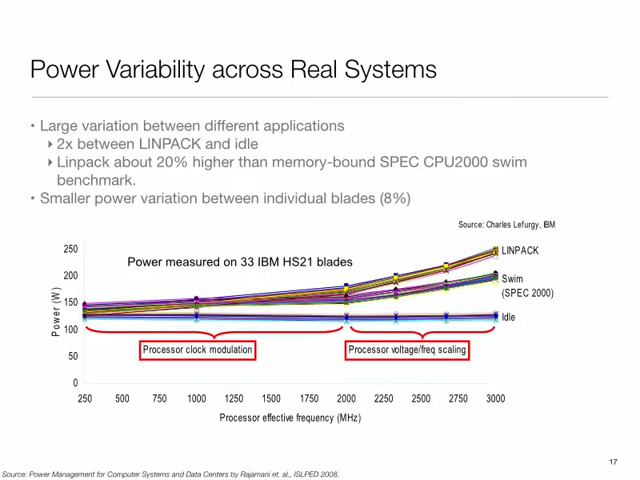 Power Variability across Real Systems
• Large variation between different applications
‣ 2x between LINPACK and idle
‣ Linpack about 20% higher than memory-bound SPEC CPU2000 swim
benchmark.
• Smaller power variation between individual blades (8%)
Source: Charles Lefurgy, IBM
Power measured on 33 IBM HS21 blades
Power (W)
250
200
150
100
50
0
LINPACK
Swim
(SPEC 2000)
Idle
Processor clock modulation
Processor voltage/freq scaling
250 500 750 1000 1250 1500 1750 2000 2250 2500 2750 3000
Processor effective frequency (MHz)
17
Source: Power Management for Computer Systems and Data Centers by Rajamani et. al., ISLPED 2008.